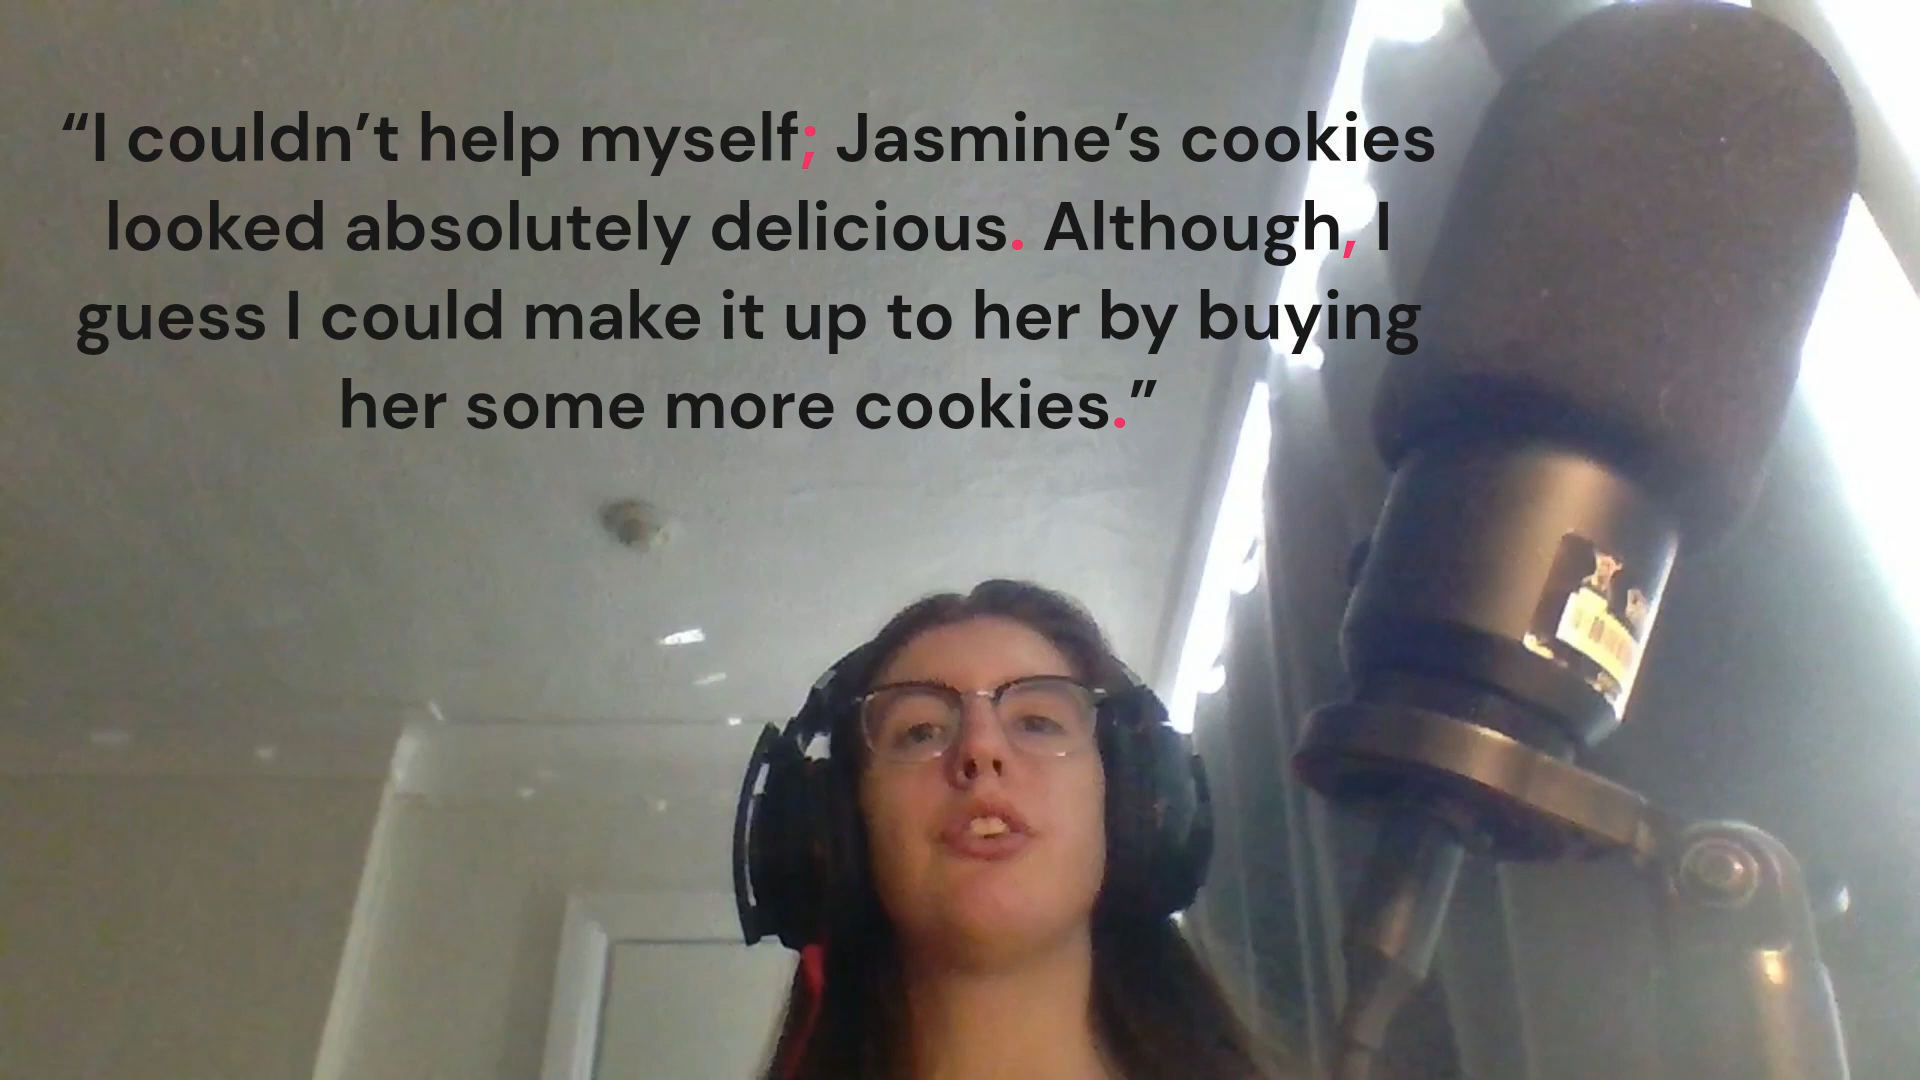 “I couldn’t help myself; Jasmine’s cookies
looked absolutely delicious. Although, I
guess I could make it up to her by buying
her some more cookies.”